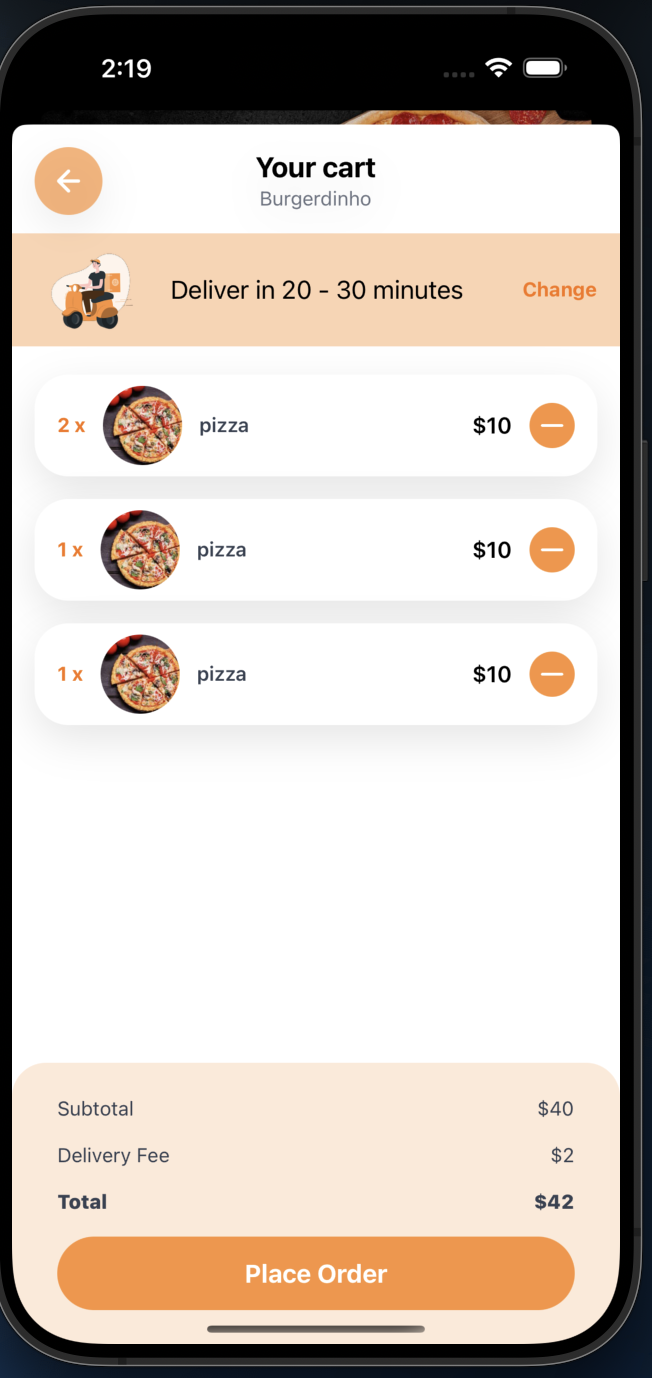 2:19
Your cart
Burgerdinho
Deliver in 20 - 30 minutes Change
2 x pizza $10
1 x pizza $10
1 x pizza $10
Subtotal $40
Delivery Fee $2
Total $42
Place Order